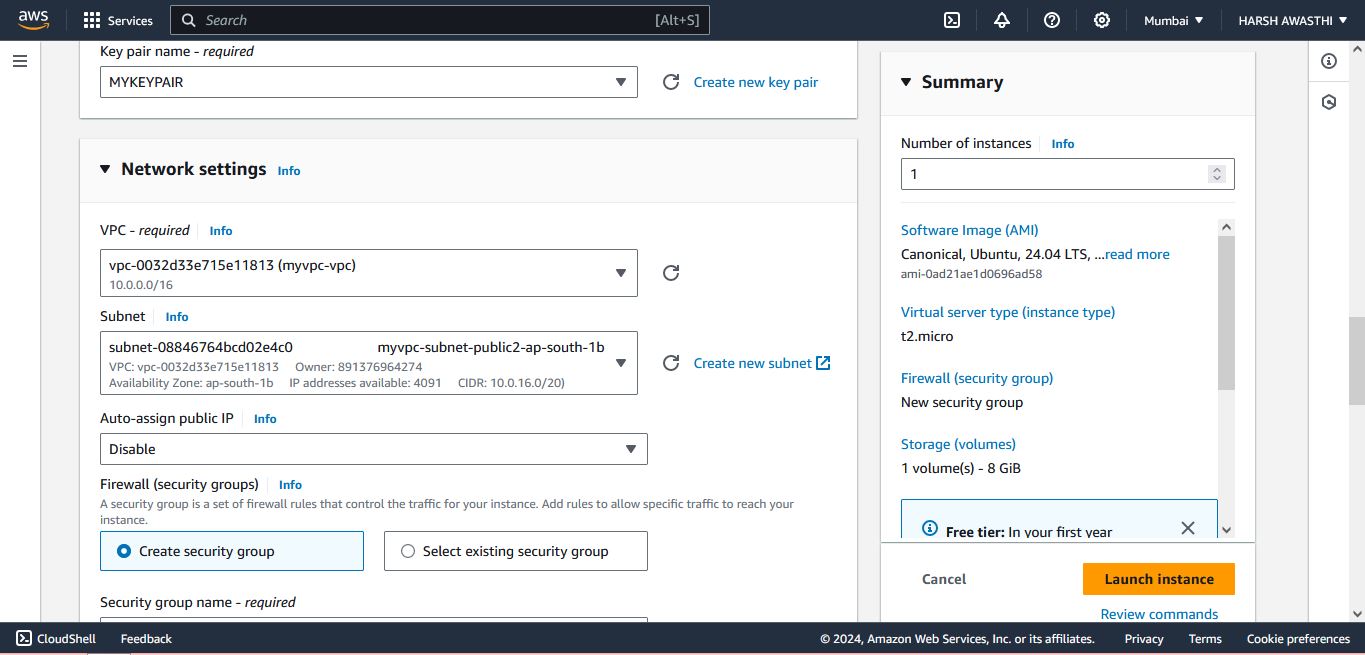 aws Services Search [Alt+S] Mumbai ▼ HARSH AWASTHI ▼
Key pair name - required
MYKEYPAIR
Create new key pair
Network settings Info
VPC - required Info
vpc-0032d33e715e11813 (myvpc-vpc)
10.0.0.0/16
Subnet Info
subnet-08846764bcd02e4c0 myvpc-subnet-public2-ap-south-1b
VPC: vpc-0032d33e715e11813 Owner: 891376964274
Availability Zone: ap-south-1b IP addresses available: 4091 CIDR: 10.0.16.0/20)
Create new subnet
Auto-assign public IP Info
Disable
Firewall (security groups) Info
A security group is a set of firewall rules that control the traffic for your instance. Add rules to allow specific traffic to reach your
instance.
Create security group
Select existing security group
Security group name - required
Summary
Number of instances Info
1
Software Image (AMI)
Canonical, Ubuntu, 24.04 LTS, ...read more
ami-0ad21ae1d0696ad58
Virtual server type (instance type)
t2.micro
Firewall (security group)
New security group
Storage (volumes)
1 volume(s) - 8 GiB
Free tier: In your first year
Cancel
Launch instance
Review commands
CloudShell Feedback © 2024, Amazon Web Services, Inc. or its affiliates. Privacy Terms Cookie preferences